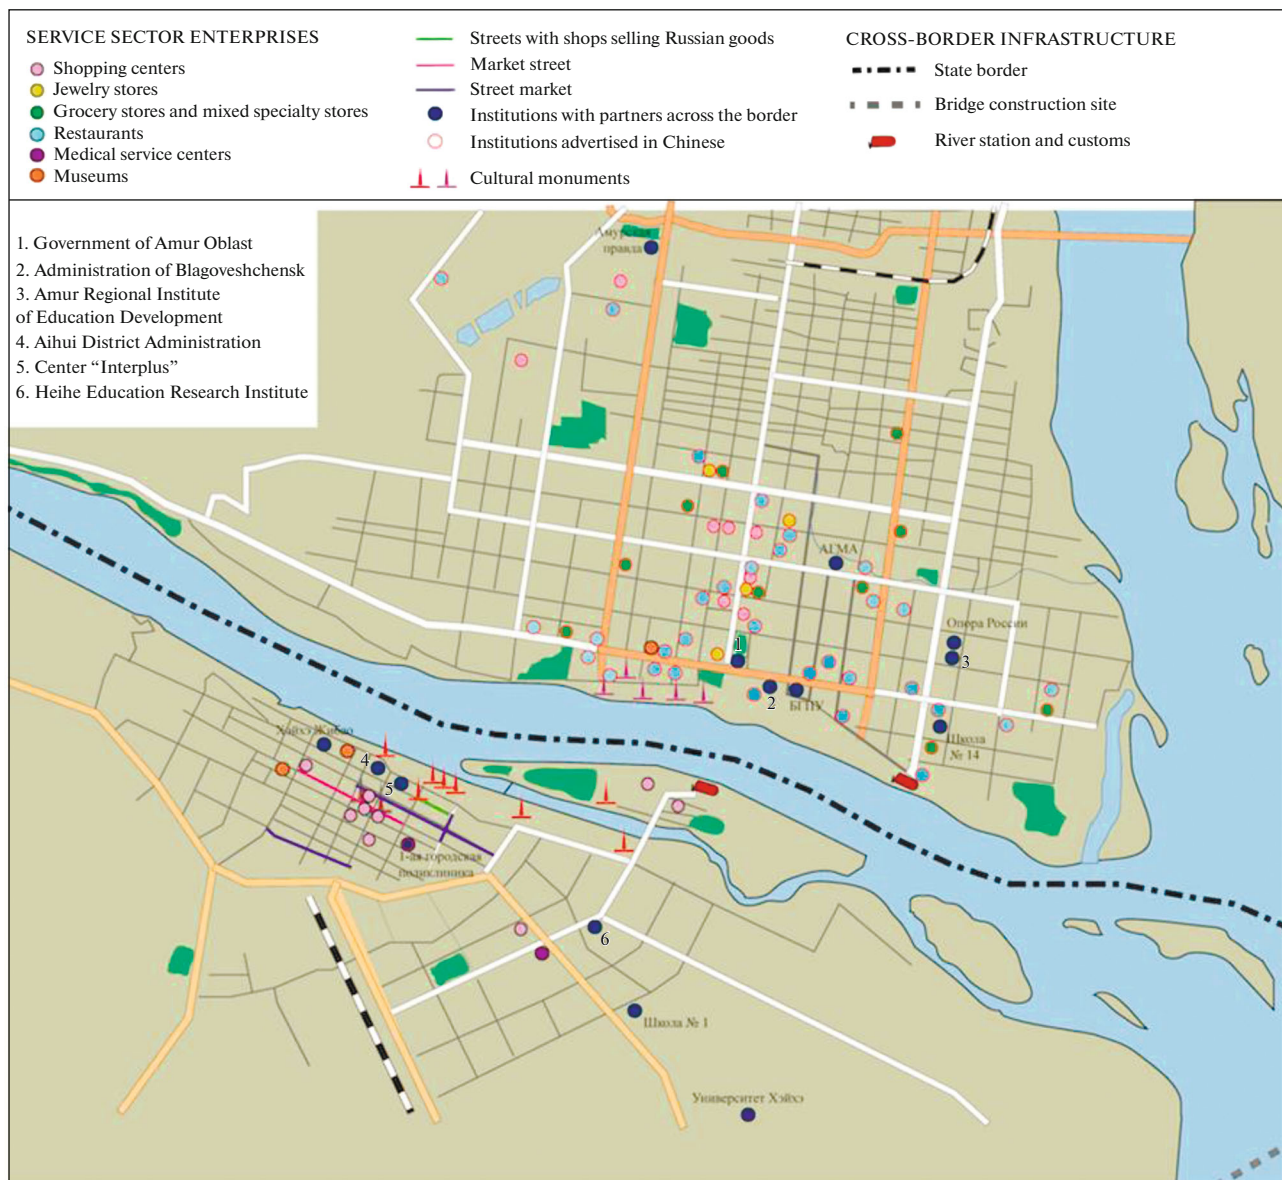 SERVICE SECTOR ENTERPRISES
Shopping centers
Jewelry stores
Grocery stores and mixed specialty stores
Restaurants
Medical service centers
Museums
Streets with shops selling Russian goods
Market street
Street market
Institutions with partners across the border
Institutions advertised in Chinese
Cultural monuments
CROSS-BORDER INFRASTRUCTURE
State border
Bridge construction site
River station and customs
1. Government of Amur Oblast
2. Administration of Blagoveshchensk
3. Amur Regional Institute
of Education Development
4. Aihui District Administration
5. Center “Interplus”
6. Heihe Education Research Institute
Амурская
правда
АГМА
Опора России
1
3
2
БГПУ
Школа
№ 14
Хэйхэ Жибао
4
5
1-ая городская
поликлиника
6
Школа № 1
Университет Хэйхэ